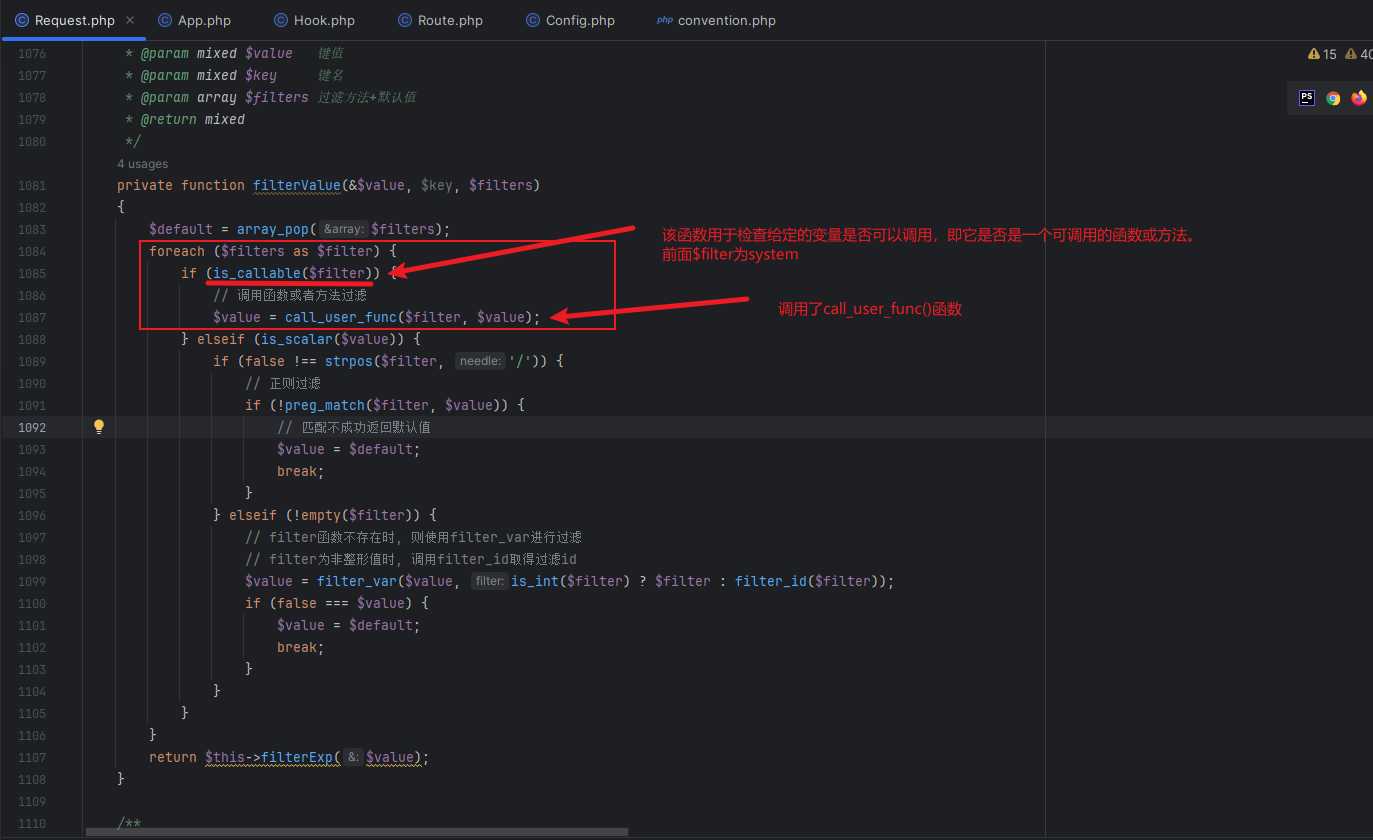 Request.php App.php Hook.php Route.php Config.php php convention.php
1076 * @param mixed $value 键值
15 40
1077 * @param mixed $key 键名
1078 * @param array $filters 过滤方法+默认值
PS
1079 * @return mixed
1080 */
4 usages
1081 private function filterValue(&$value, $key, $filters)
1082 {
1083 $default = array_pop( &array: $filters);
1084 foreach ($filters as $filter) {
该函数用于检查给定的变量是否可以调用，即它是否是一个可调用的函数或方法。
前面$filter为system
1085 if (is_callable($filter)) {
1086 // 调用函数或者方法过滤
1087 $value = call_user_func($filter, $value);
调用了call_user_func()函数
1088 } elseif (is_scalar($value)) {
1089 if (false !== strpos($filter, needle: '/')) {
1090 // 正则过滤
1091 if (!preg_match($filter, $value)) {
1092 // 匹配不成功返回默认值
1093 $value = $default;
1094 break;
1095 }
1096 } elseif (!empty($filter)) {
1097 // filter函数不存在时, 则使用filter_var进行过滤
1098 // filter为非整形值时, 调用filter_id取得过滤id
1099 $value = filter_var($value, filter: is_int($filter) ? $filter : filter_id($filter));
1100 if (false === $value) {
1101 $value = $default;
1102 break;
1103 }
1104 }
1105 }
1106 }
1107 return $this->filterExp( &: $value);
1108 }
1109
1110 /**